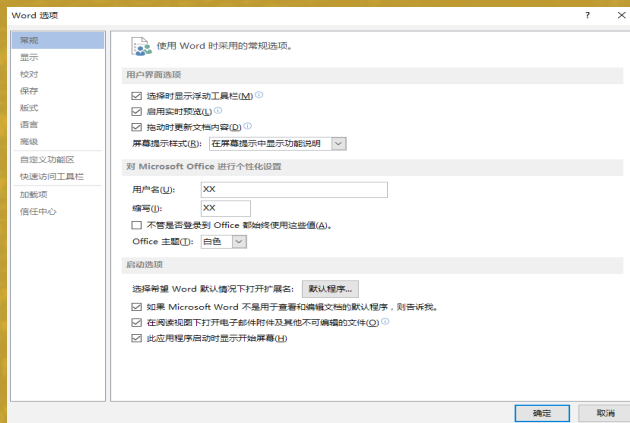 Word 选项
? ×
常规
显示
校对
保存
版式
语言
高级
自定义功能区
快速访问工具栏
加载项
信任中心
使用 Word 时采用的常规选项。
用户界面选项
选择时显示浮动工具栏(M)
启用实时预览(L)
拖动时更新文档内容(D)
屏幕提示样式(R): 在屏幕提示中显示功能说明
对 Microsoft Office 进行个性化设置
用户名(U): XX
缩写(I): XX
不管是否登录到 Office 都始终使用这些值(A)。
Office 主题(T): 白色
启动选项
选择希望 Word 默认情况下打开扩展名: 默认程序...
如果 Microsoft Word 不是用于查看和编辑文档的默认程序，则告诉我。
在阅读视图下打开电子邮件附件及其他不可编辑的文件(O)
此应用程序启动时显示开始屏幕(H)
确定 取消